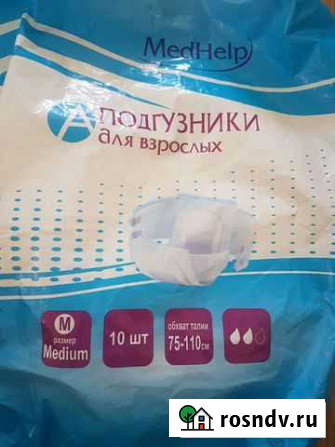 MedHelp
ПОДГУЗНИКИ
для взрослых
M
размер
Medium
10 шт
обхват талии
75-110см
rosndv.ru